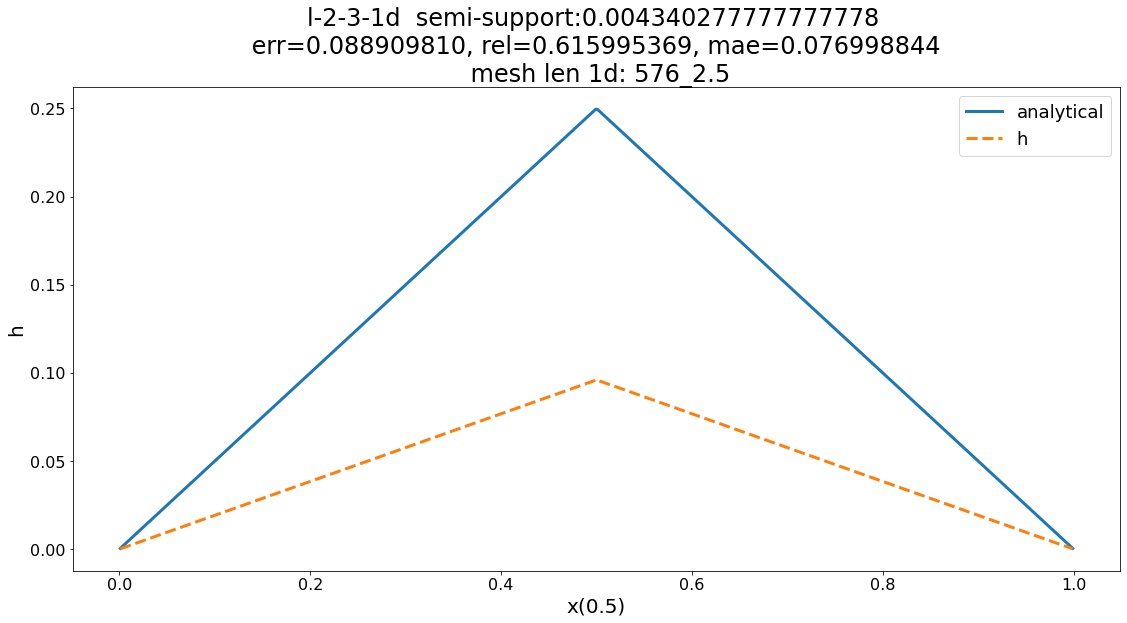 l-2-3-1d  semi-support:0.004340277777777778
err=0.088909810, rel=0.615995369, mae=0.076998844
mesh len 1d: 576_2.5
analytical
h
0.25
0.20
0.15
0.10
0.05
0.00
h
0.0
0.2
0.4
0.6
0.8
1.0
x(0.5)